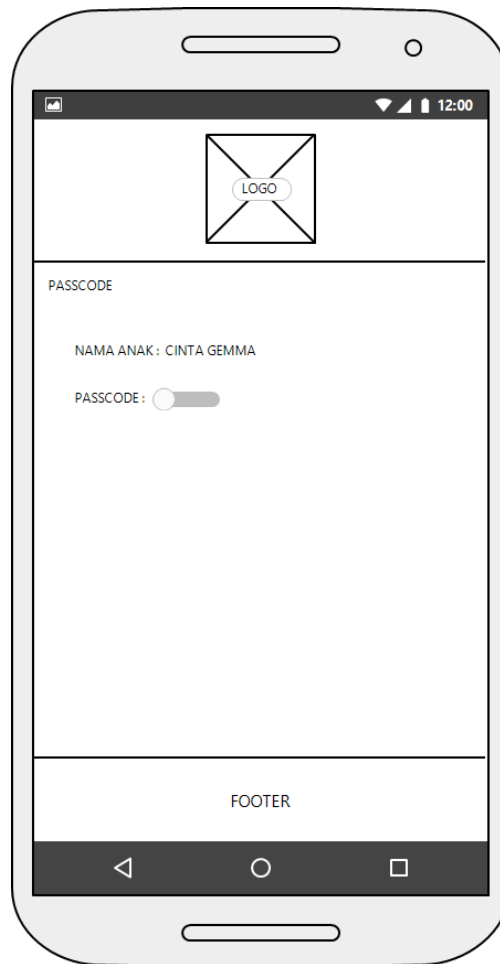 12:00
LOGO
PASSCODE
NAMA ANAK : CINTA GEMMA
PASSCODE :
FOOTER